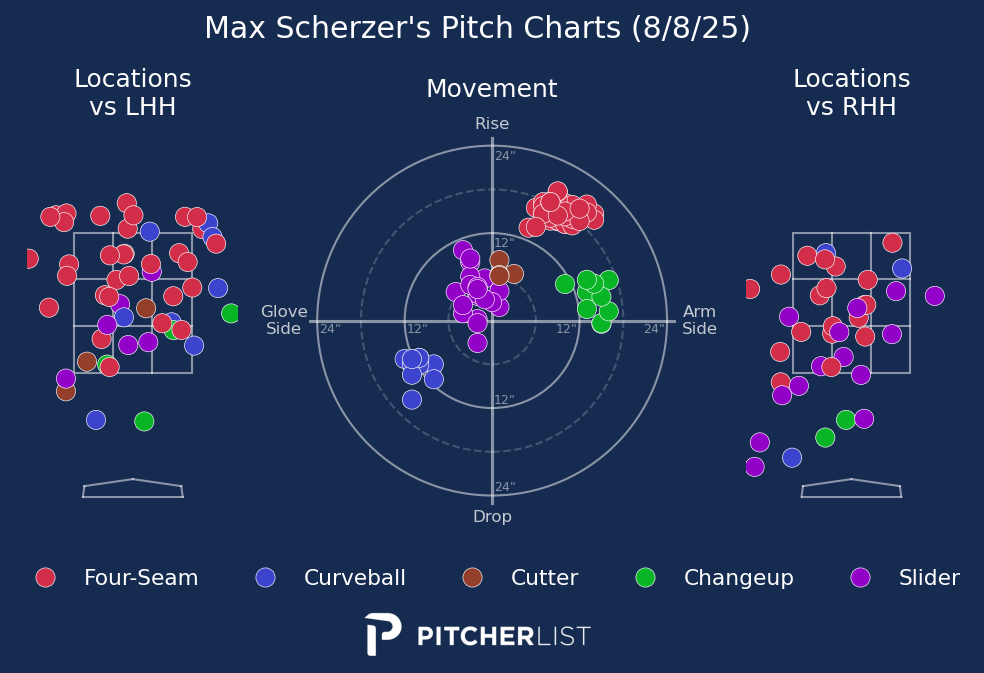 Max Scherzer's Pitch Charts (8/8/25)
Locations
vs LHH
Movement
Locations
vs RHH
Rise
24"
12"
Glove
Side
24"
12"
12"
24"
Arm
Side
12"
24"
Drop
Four-Seam
Curveball
Cutter
Changeup
Slider
PITCHERLIST